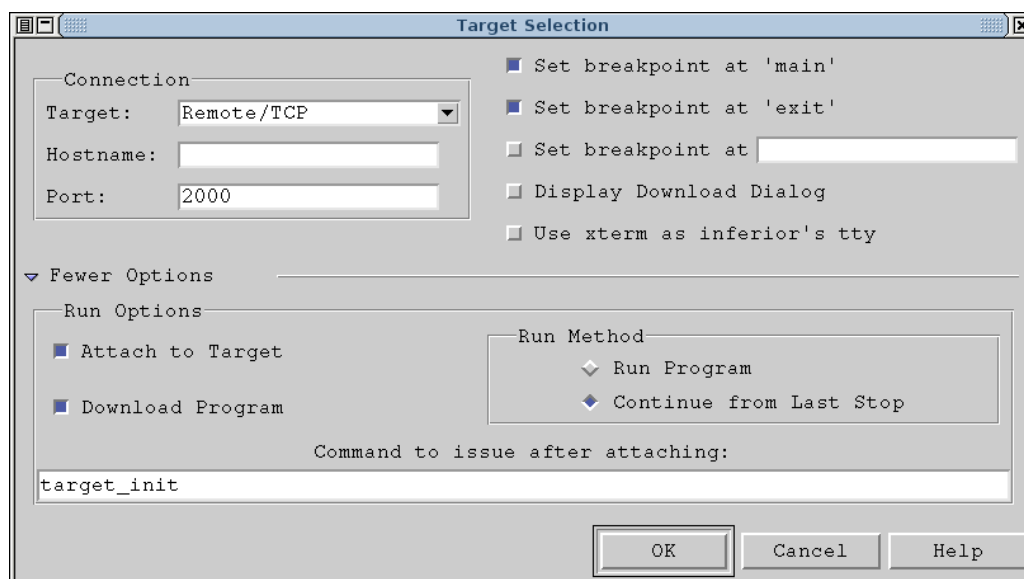 Target Selection
Connection
Target: Remote/TCP
Hostname:
Port: 2000
Set breakpoint at 'main'
Set breakpoint at 'exit'
Set breakpoint at
Display Download Dialog
Use xterm as inferior's tty
Fewer Options
Run Options
Attach to Target
Download Program
Run Method
Run Program
Continue from Last Stop
Command to issue after attaching:
target_init
OK Cancel Help